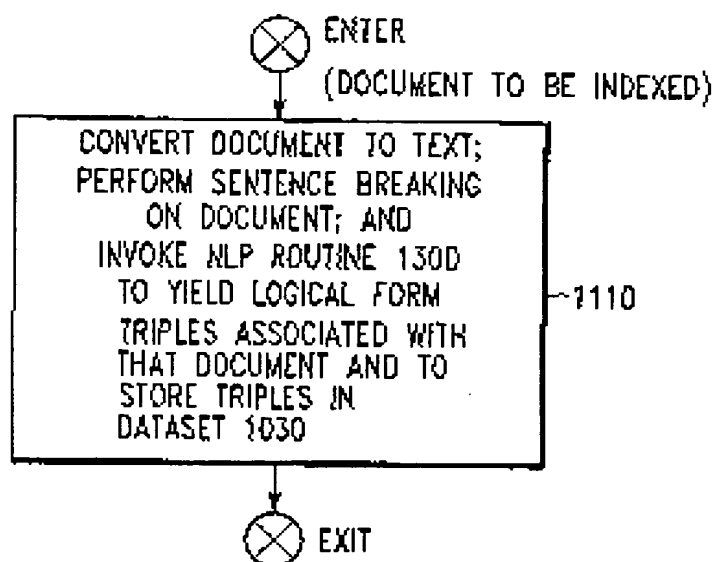 ENTER
(DOCUMENT TO BE INDEXED)
CONVERT DOCUMENT TO TEXT;
PERFORM SENTENCE BREAKING
ON DOCUMENT; AND
INVOKE NLP ROUTINE 1300
TO YIELD LOGICAL FORM
TRIPLES ASSOCIATED WITH
THAT DOCUMENT AND TO
STORE TRIPLES IN
DATASET 1030
1110
EXIT